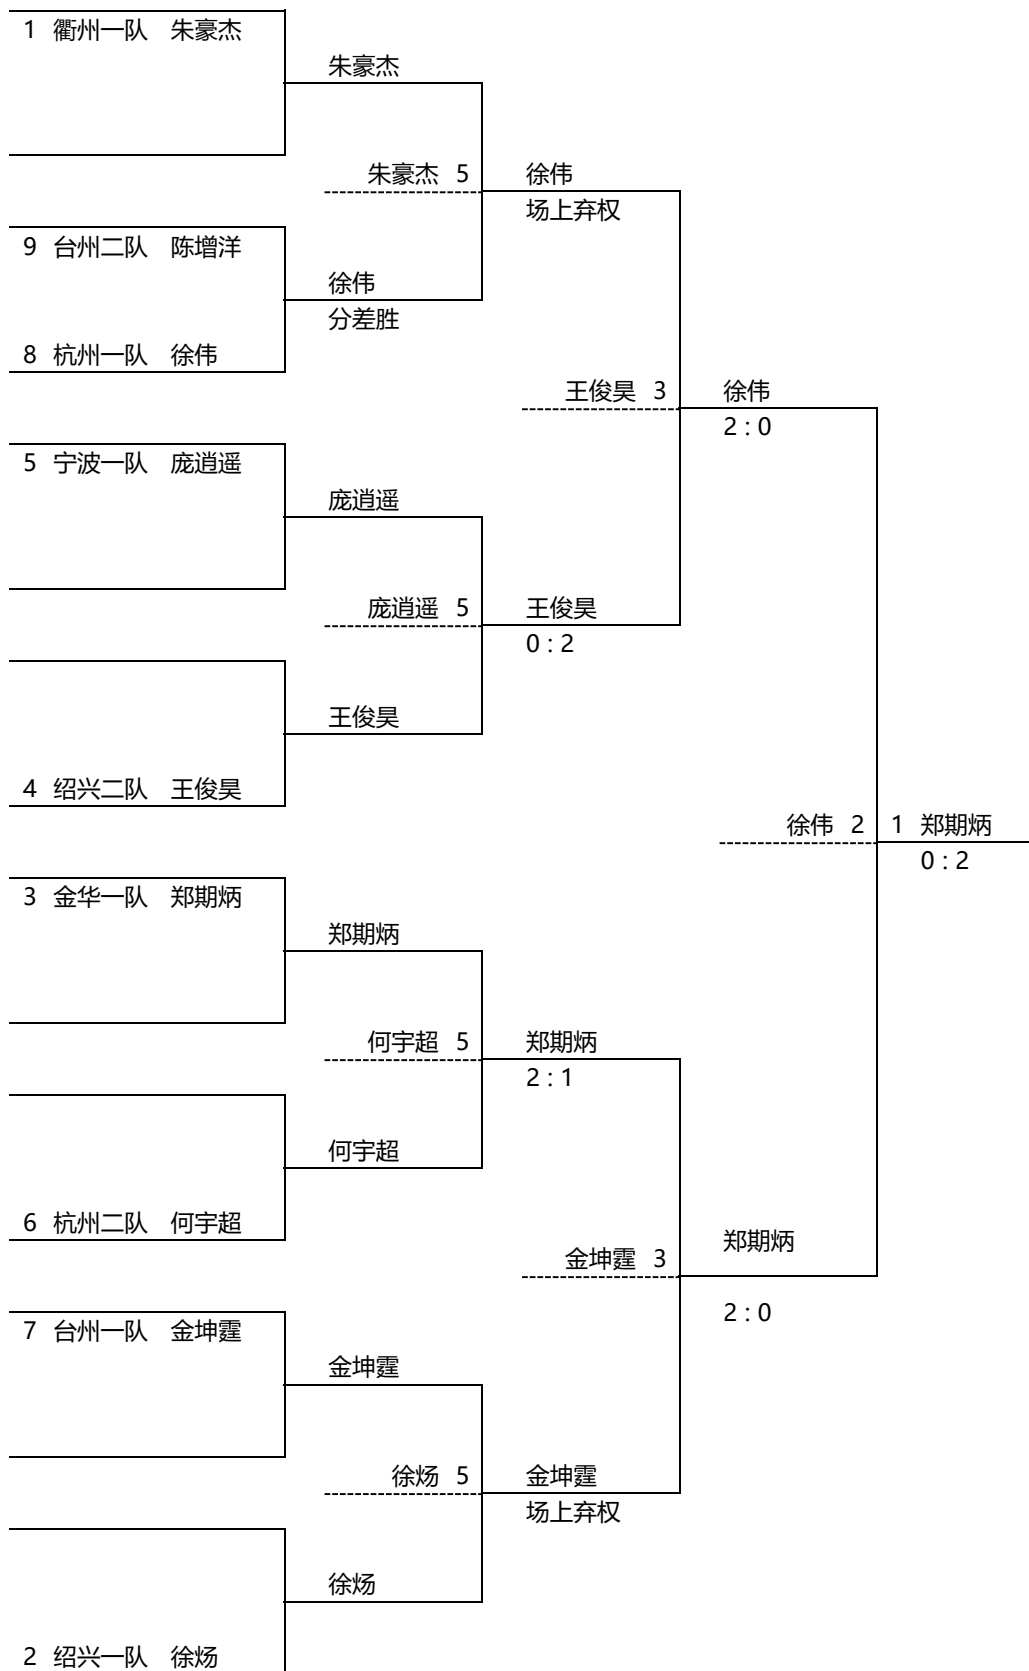 1 衢州一队 朱豪杰
朱豪杰
朱豪杰 5
徐伟
场上弃权
9 台州二队 陈增洋
徐伟
分差胜
8 杭州一队 徐伟
王俊昊 3
徐伟
2 : 0
5 宁波一队 庞逍遥
庞逍遥
庞逍遥 5
王俊昊
0 : 2
王俊昊
4 绍兴二队 王俊昊
徐伟 2
1 郑期炳
0 : 2
3 金华一队 郑期炳
郑期炳
何宇超 5
郑期炳
2 : 1
何宇超
6 杭州二队 何宇超
郑期炳
金坤霆 3
2 : 0
7 台州一队 金坤霆
金坤霆
徐炀 5
金坤霆
场上弃权
徐炀
2 绍兴一队 徐炀